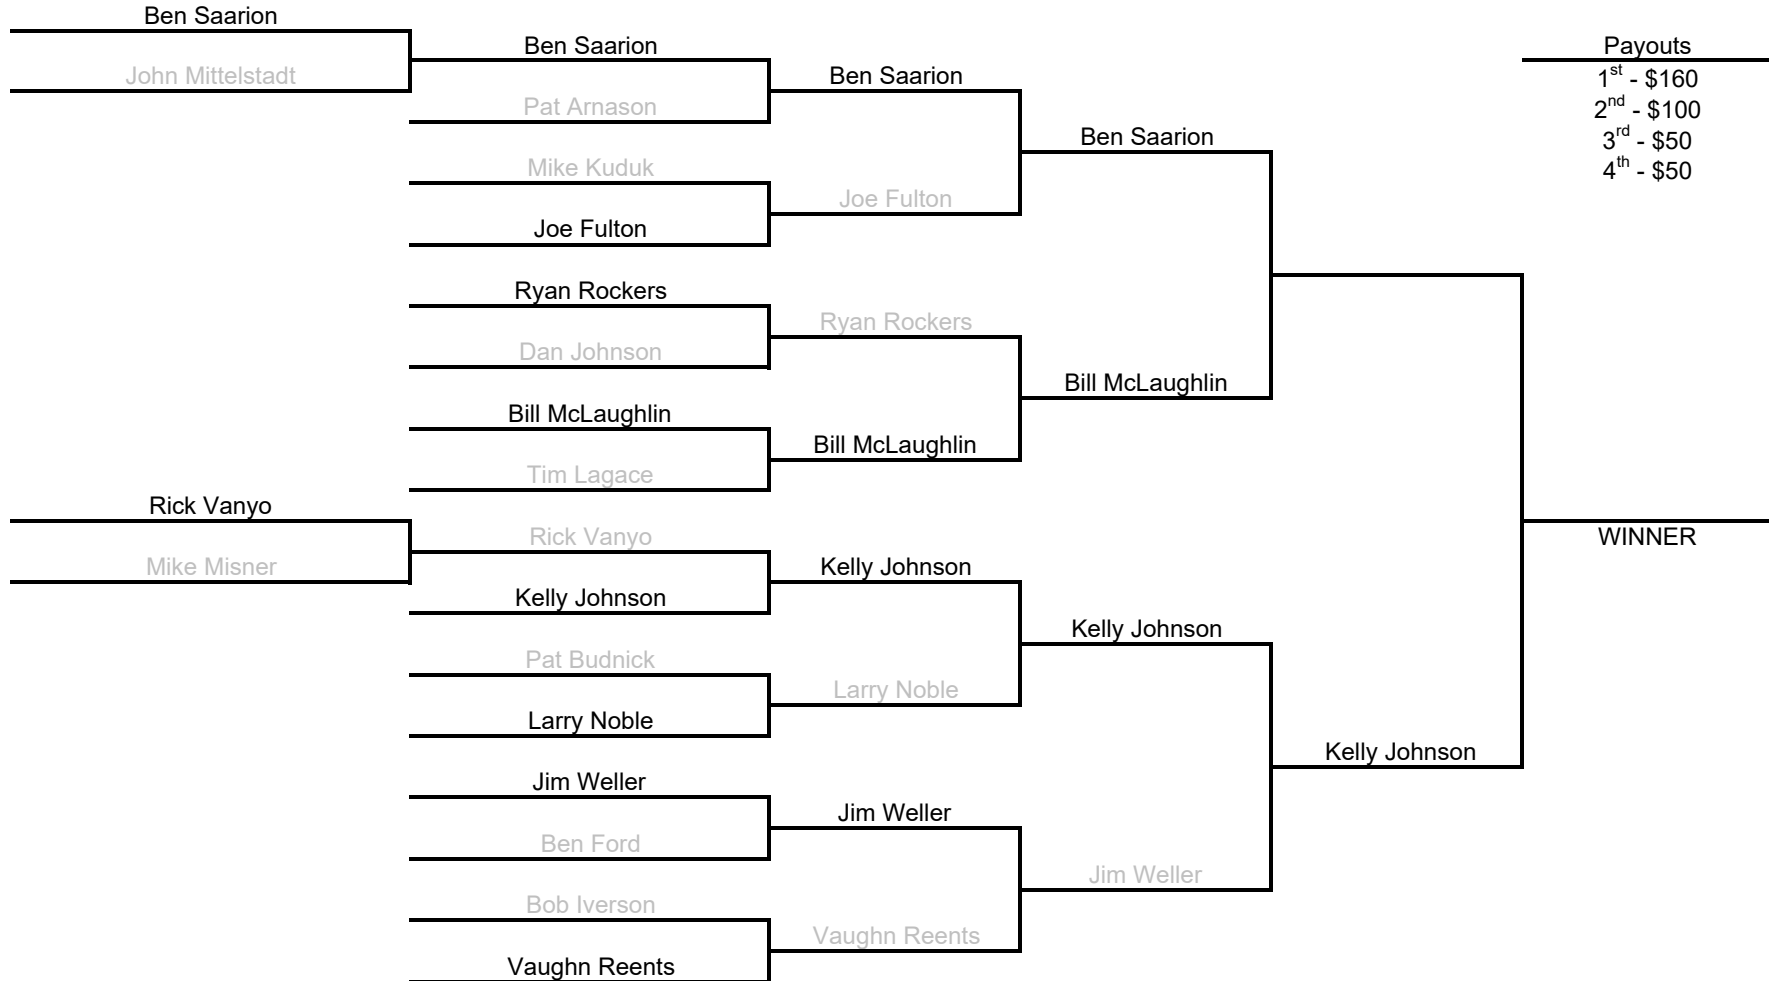 Ben Saarion
John Mittelstadt
Rick Vanyo
Mike Misner
Ben Saarion
Pat Arnason
Mike Kuduk
Joe Fulton
Ryan Rockers
Dan Johnson
Bill McLaughlin
Tim Lagace
Rick Vanyo
Kelly Johnson
Pat Budnick
Larry Noble
Jim Weller
Ben Ford
Bob Iverson
Vaughn Reents
Ben Saarion
Joe Fulton
Ryan Rockers
Bill McLaughlin
Kelly Johnson
Larry Noble
Jim Weller
Vaughn Reents
Ben Saarion
Bill McLaughlin
Kelly Johnson
Jim Weller
Kelly Johnson
Payouts
1st - $160
2nd - $100
3rd - $50
4th - $50
WINNER